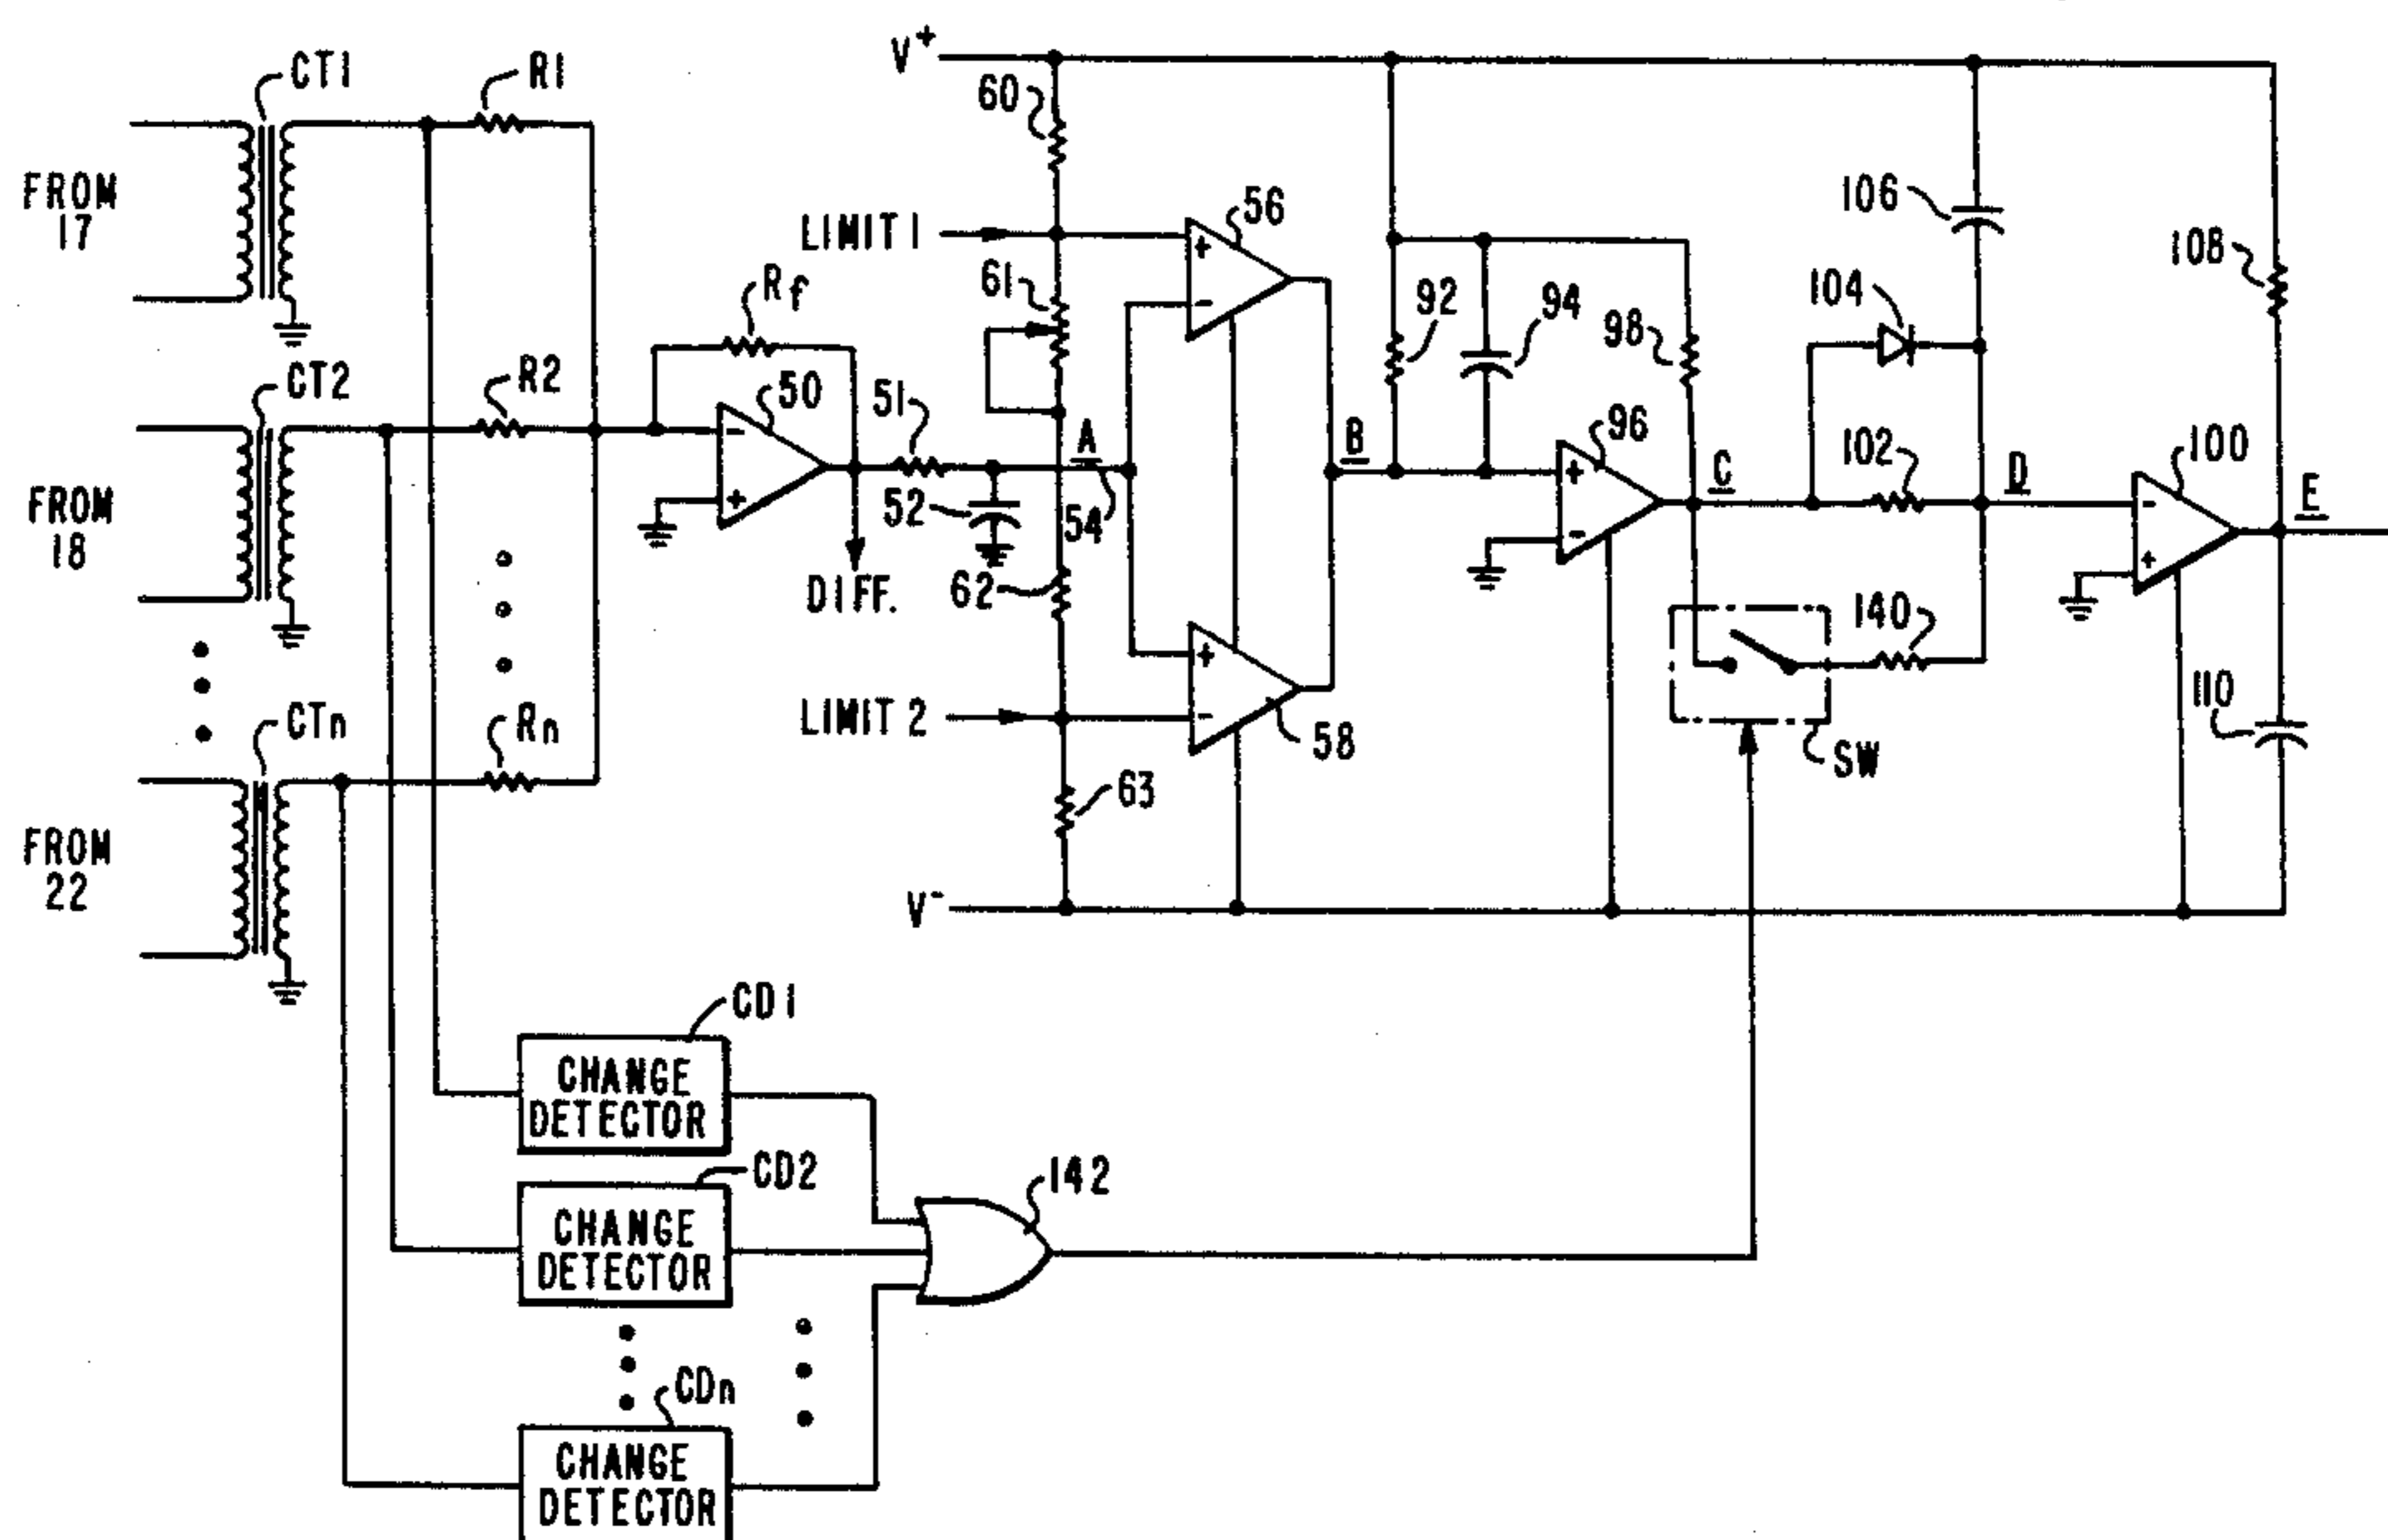 V+
CT1
R1
60
FROM
17
LIMIT 1
56
106
108
61
Rf
92
94
98
104
CT2
R2
50
51
A
B
96
C
102
D
100
E
FROM
18
52
54
DIFF.
62
140
LIMIT 2
58
SW
110
CTn
Rn
63
FROM
22
V-
CD1
CHANGE
DETECTOR
CD2
CHANGE
DETECTOR
142
CDn
CHANGE
DETECTOR